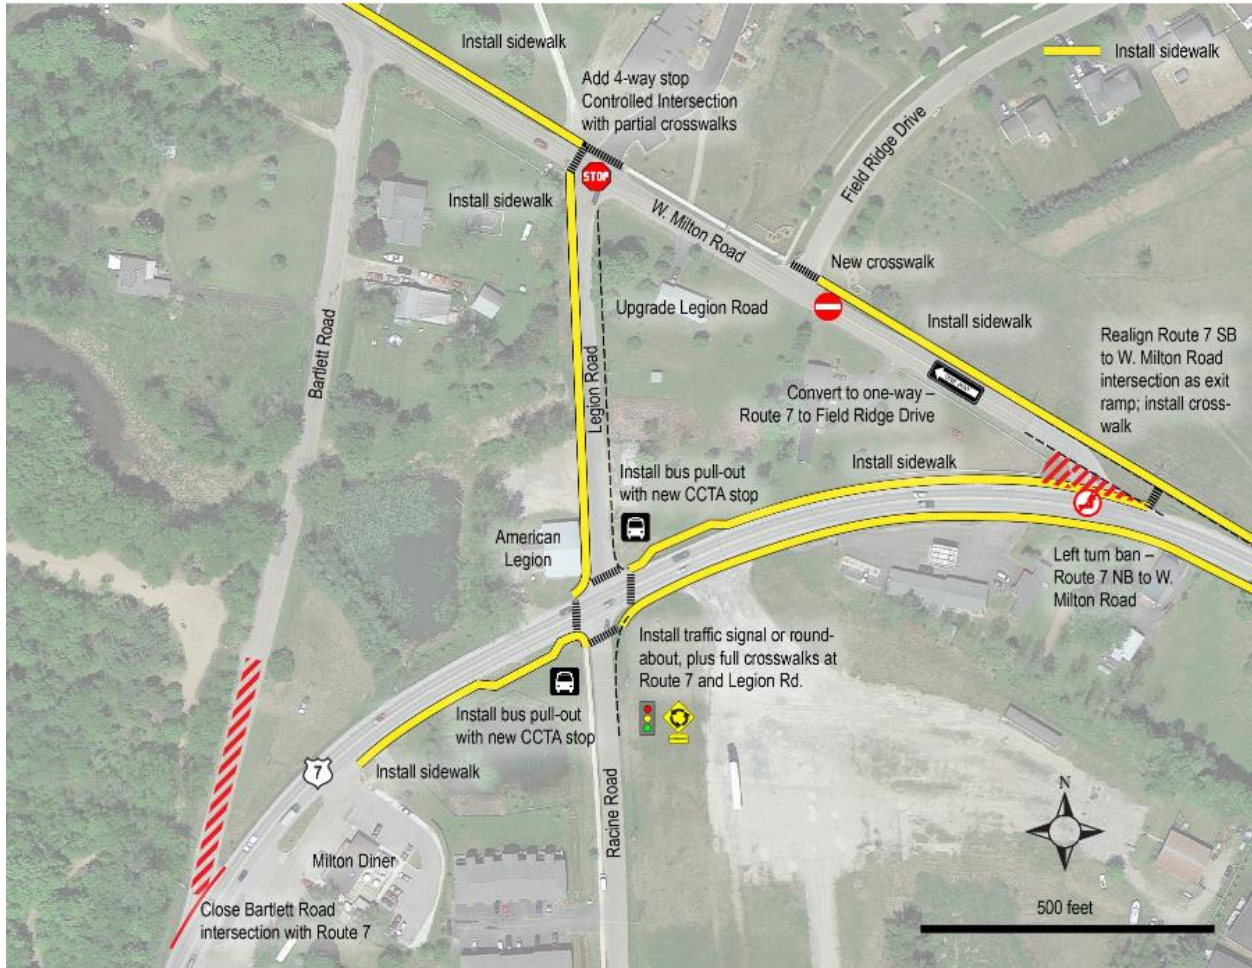 Install sidewalk
Install sidewalk
Add 4-way stop
Controlled Intersection
with partial crosswalks
Field Ridge Drive
STOP
Install sidewalk
W. Milton Road
New crosswalk
Upgrade Legion Road
Install sidewalk
Bartlett Road
Legion Road
Realign Route 7 SB
to W. Milton Road
intersection as exit
ramp; install cross-
walk
ONE WAY
Convert to one-way –
Route 7 to Field Ridge Drive
Install sidewalk
Install bus pull-out
with new CCTA stop
American
Legion
Left turn ban –
Route 7 NB to W.
Milton Road
Install traffic signal or round-
about, plus full crosswalks at
Route 7 and Legion Rd.
Install bus pull-out
with new CCTA stop
7
Install sidewalk
Racine Road
N
Milton Diner
500 feet
Close Bartlett Road
intersection with Route 7